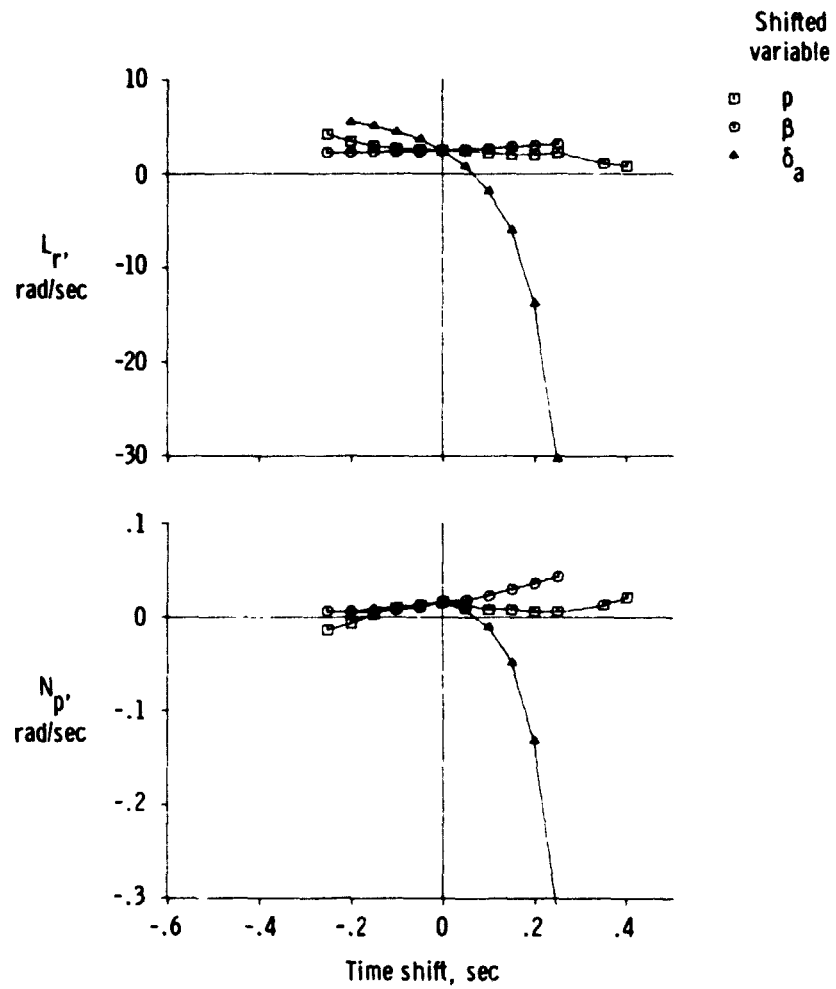 Shifted
variable
p
β
δa
10
0
-10
-20
-30
Lr,
rad/sec
.1
0
-.1
-.2
-.3
Np,
rad/sec
-.6 -.4 -.2 0 .2 .4
Time shift, sec